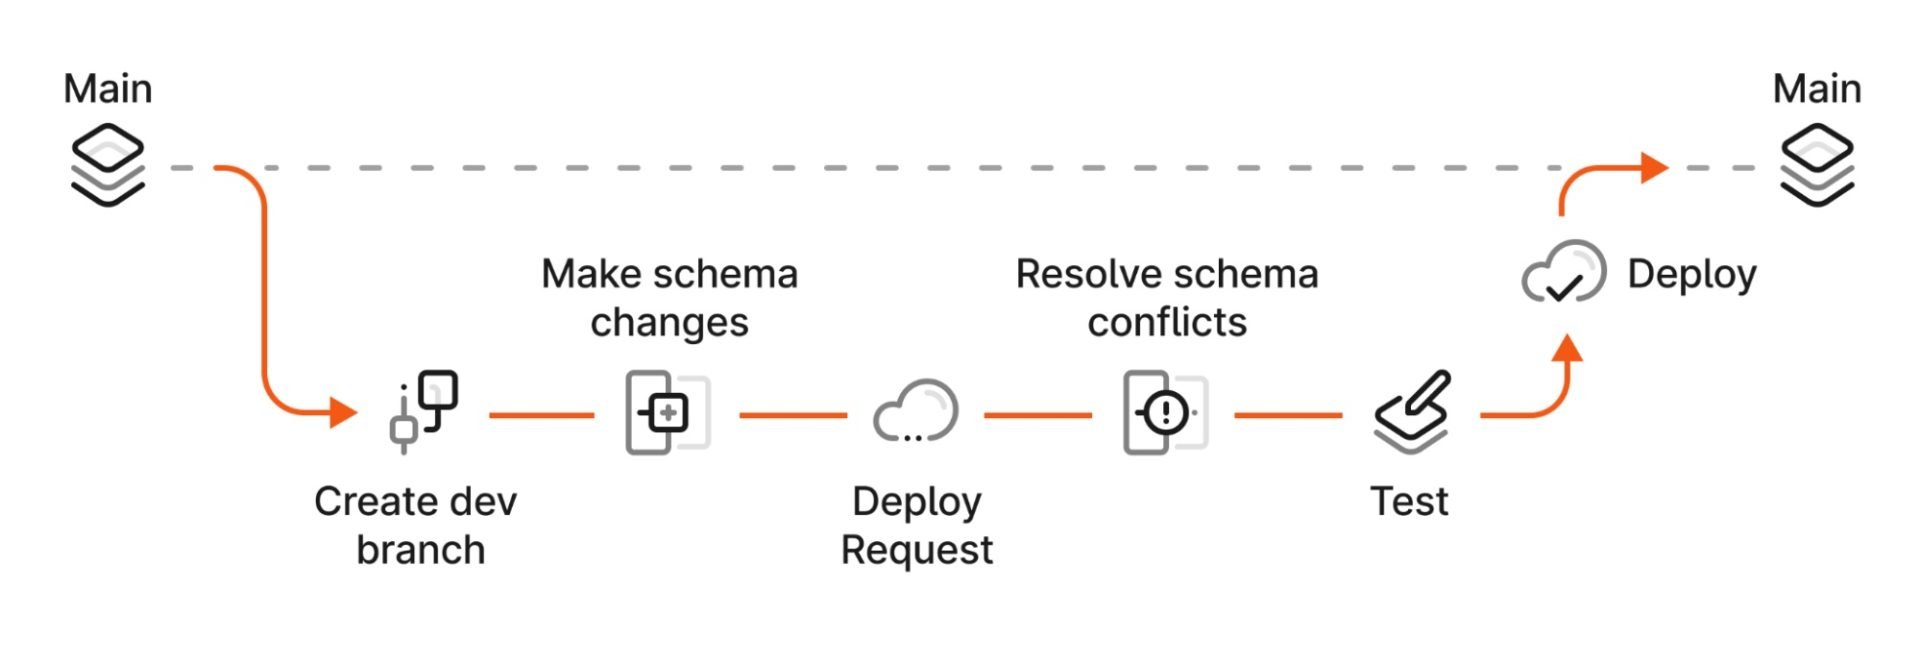 Main
Main
Make schema
changes
Resolve schema
conflicts
Deploy
Create dev
branch
Deploy
Request
Test